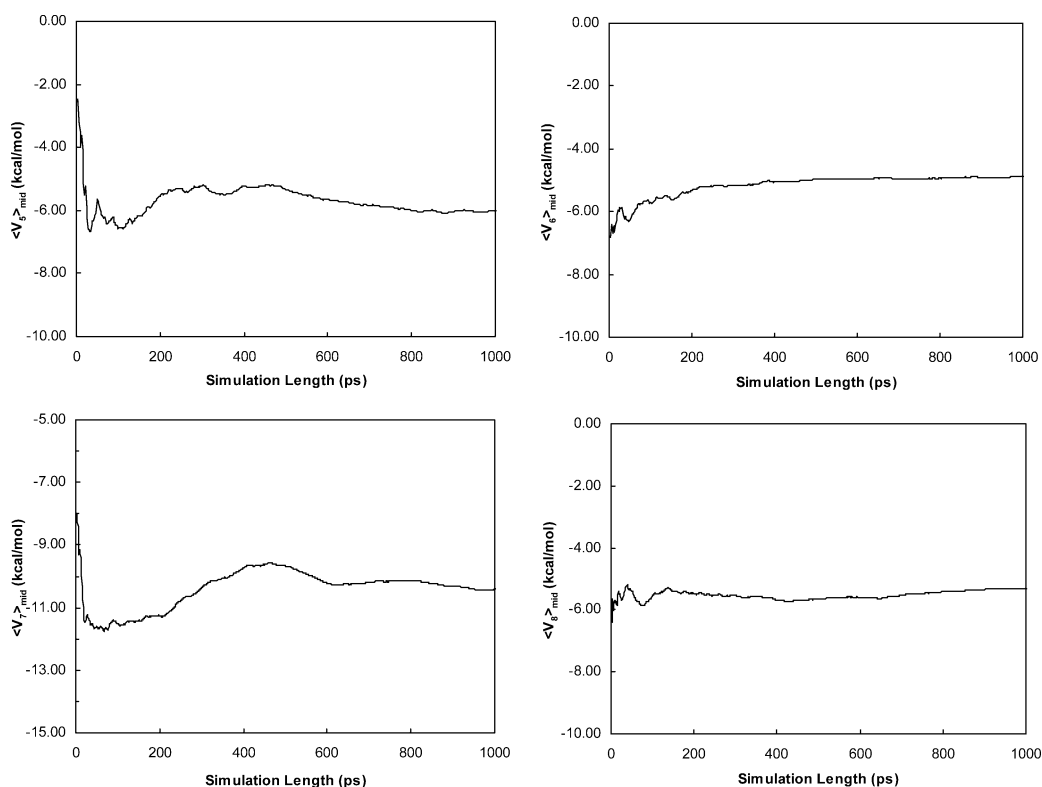 0.00
-2.00
-4.00
-6.00
-8.00
-10.00
<V5>mid (kcal/mol)
0 200 400 600 800 1000
Simulation Length (ps)
0.00
-2.00
-4.00
-6.00
-8.00
-10.00
<V6>mid (kcal/mol)
0 200 400 600 800 1000
Simulation Length (ps)
-5.00
-7.00
-9.00
-11.00
-13.00
-15.00
<V7>mid (kcal/mol)
0 200 400 600 800 1000
Simulation Length (ps)
0.00
-2.00
-4.00
-6.00
-8.00
-10.00
<V8>mid (kcal/mol)
0 200 400 600 800 1000
Simulation Length (ps)